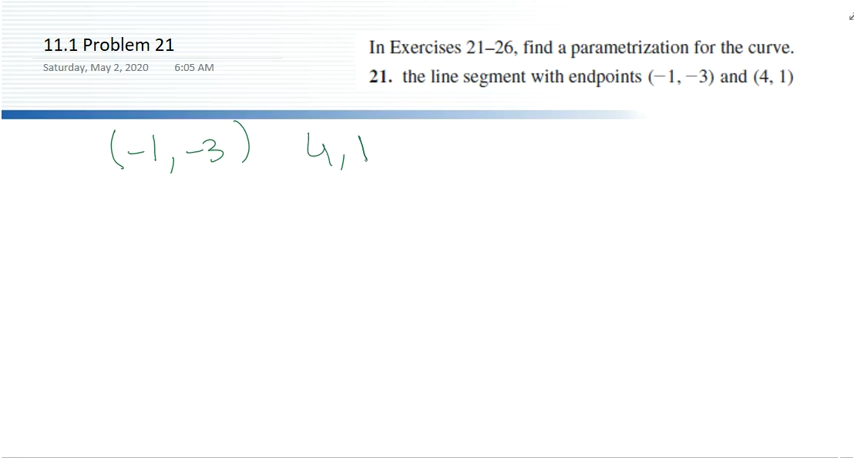 11.1 Problem 21
Saturday, May 2, 2020 6:05 AM
In Exercises 21–26, find a parametrization for the curve.
21. the line segment with endpoints (−1, −3) and (4, 1)
(-1, -3) 4, 1